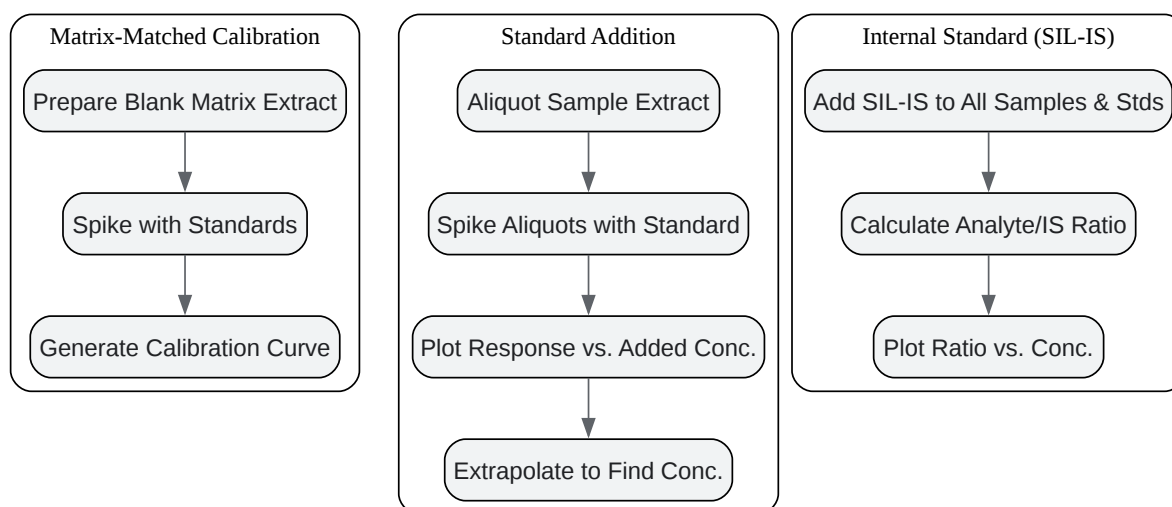 Matrix-Matched Calibration
Prepare Blank Matrix Extract
Spike with Standards
Generate Calibration Curve
Standard Addition
Aliquot Sample Extract
Spike Aliquots with Standard
Plot Response vs. Added Conc.
Extrapolate to Find Conc.
Internal Standard (SIL-IS)
Add SIL-IS to All Samples & Stds
Calculate Analyte/IS Ratio
Plot Ratio vs. Conc.